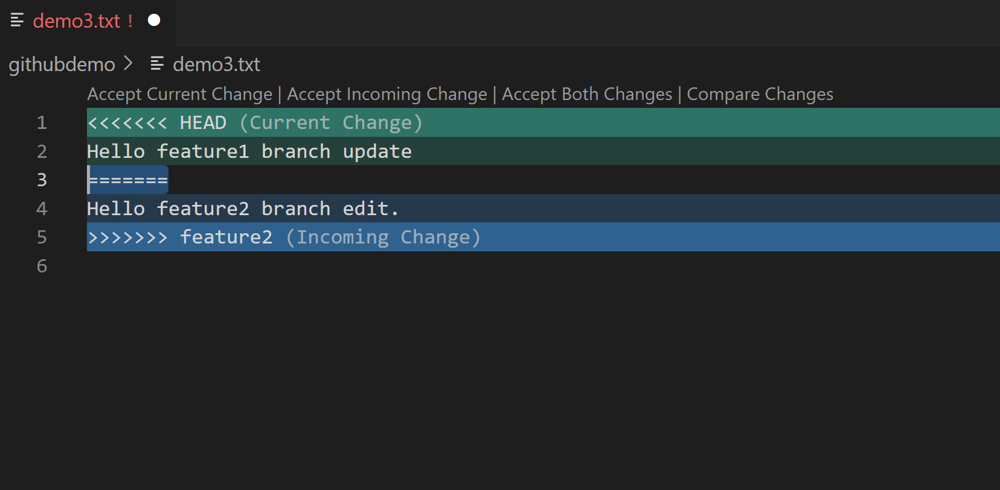 demo3.txt !
githubdemo > demo3.txt
Accept Current Change | Accept Incoming Change | Accept Both Changes | Compare Changes
1 <<<<<<< HEAD (Current Change)
2 Hello feature1 branch update
3 =======
4 Hello feature2 branch edit.
5 >>>>>>> feature2 (Incoming Change)
6